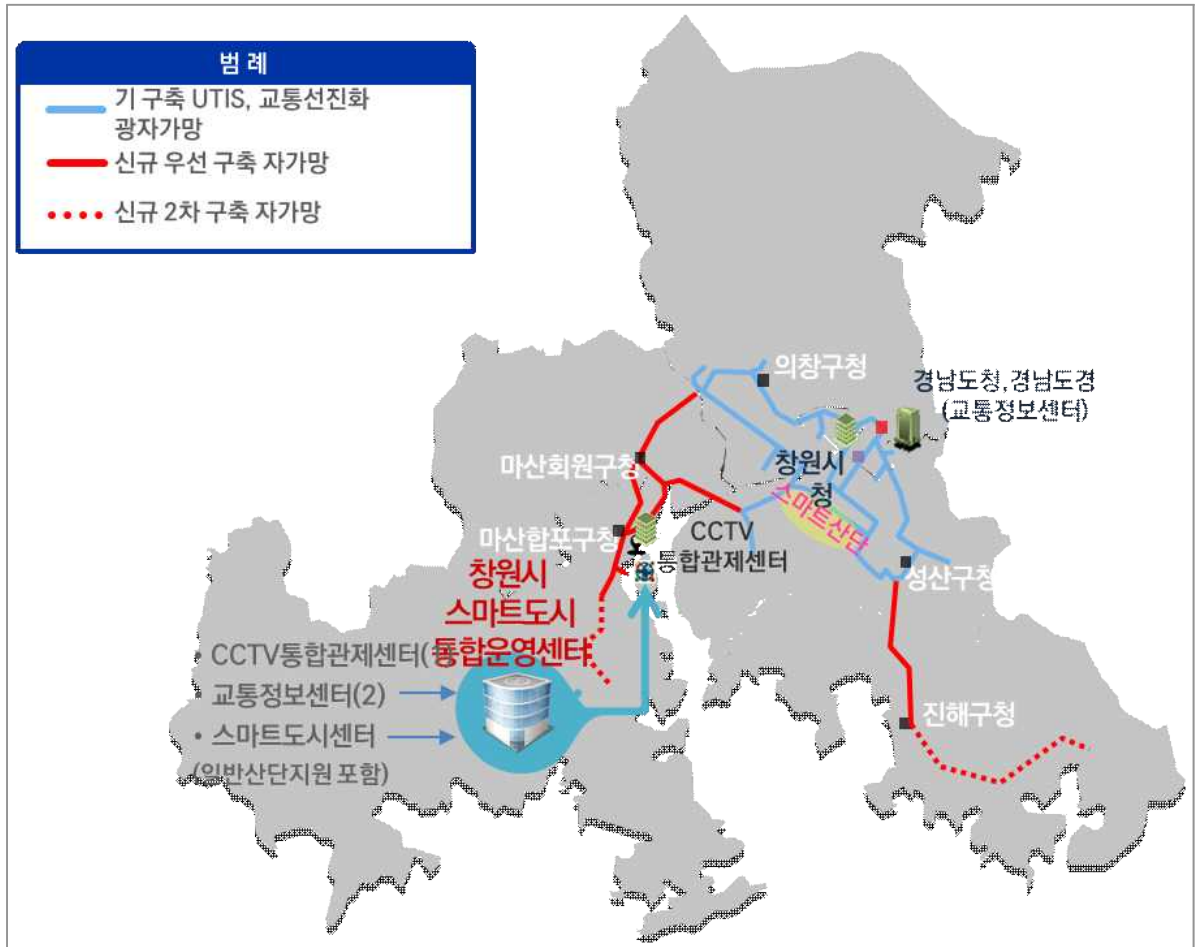 범 례
기 구축 UTIS, 교통선진화
광자가망
신규 우선 구축 자가망
신규 2차 구축 자가망
의창구청
경남도청,경남도경
(교통정보센터)
창원시
청
마산회원구청
스마트산단
마산합포구청
CCTV
통합관제센터
성산구청
창원시
스마트도시
통합운영센터
• CCTV통합관제센터(1)
• 교통정보센터(2)
• 스마트도시센터
(일반산단지원 포함)
진해구청